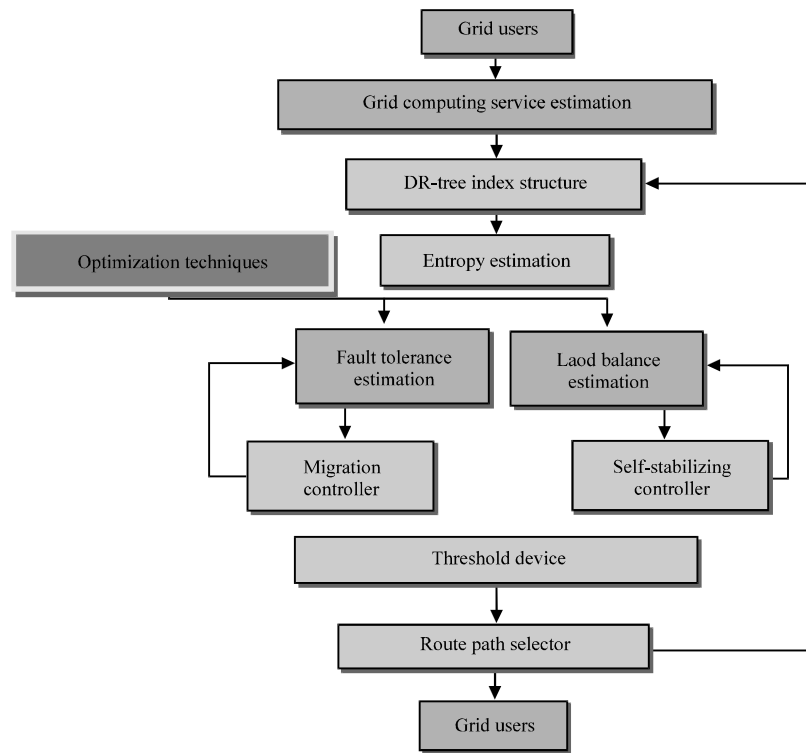 Grid users
Grid computing service estimation
DR-tree index structure
Optimization techniques
Entropy estimation
Fault tolerance
estimation
Laod balance
estimation
Migration
controller
Self-stabilizing
controller
Threshold device
Route path selector
Grid users